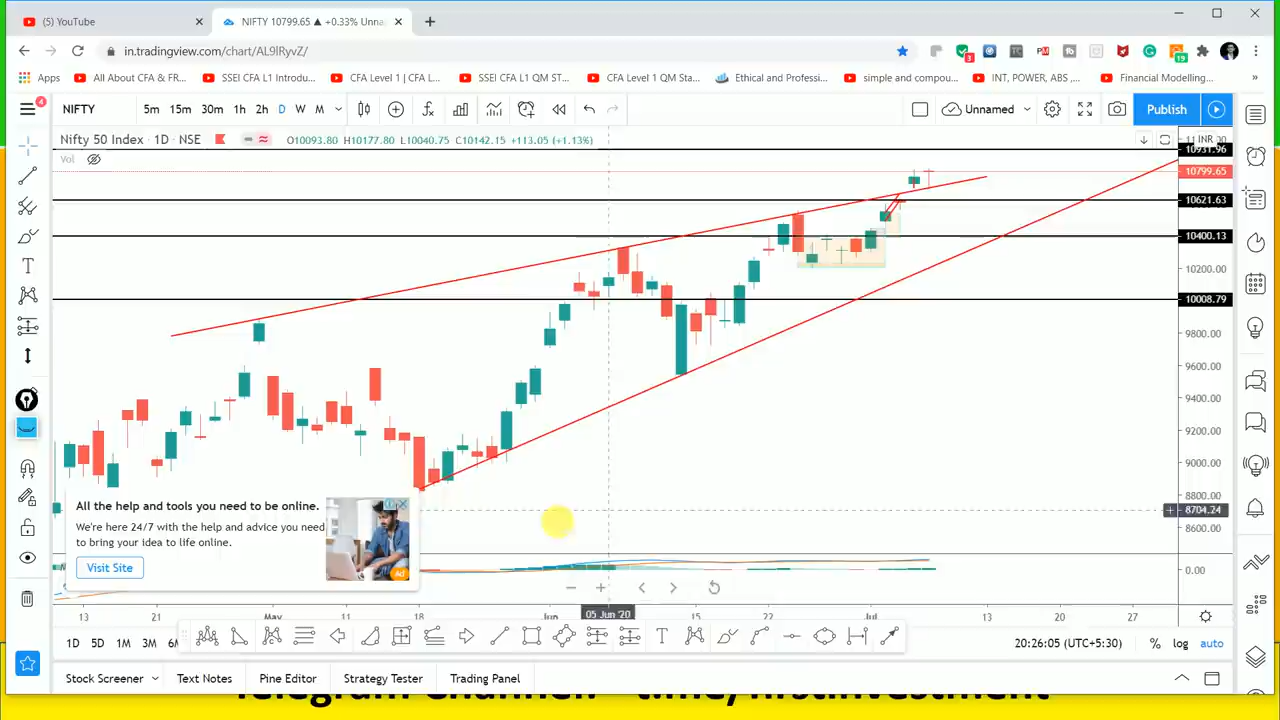 (5) YouTube
NIFTY 10799.65 ▲ +0.33% Unna
in.tradingview.com/chart/AL9lRyvZ/
Apps
All About CFA & FR...
SSEI CFA L1 Introdu...
CFA Level 1 | CFA L...
SSEI CFA L1 QM ST...
CFA Level 1 QM Sta...
Ethical and Professi...
simple and compou...
INT, POWER, ABS ,...
Financial Modelling...
»
4
NIFTY
5m 15m 30m 1h 2h D W M
Unnamed
Publish
Nifty 50 Index · 1D · NSE
O10093.80 H10177.80 L10040.75 C10142.15 +113.05 (+1.13%)
INR
Vol
10931.96
10799.65
10621.63
10400.13
10200.00
10008.79
9800.00
9600.00
9400.00
9200.00
9000.00
8800.00
8704.24
8600.00
0.00
All the help and tools you need to be online.
We're here 24/7 with the help and advice you need
to bring your idea to life online.
Visit Site
Ad
13 21 May 11 18 Jun 05 Jun '20 15 22 Jul 13 20 27
1D 5D 1M 3M 6M
20:26:05 (UTC+5:30)
% log auto
Stock Screener
Text Notes
Pine Editor
Strategy Tester
Trading Panel